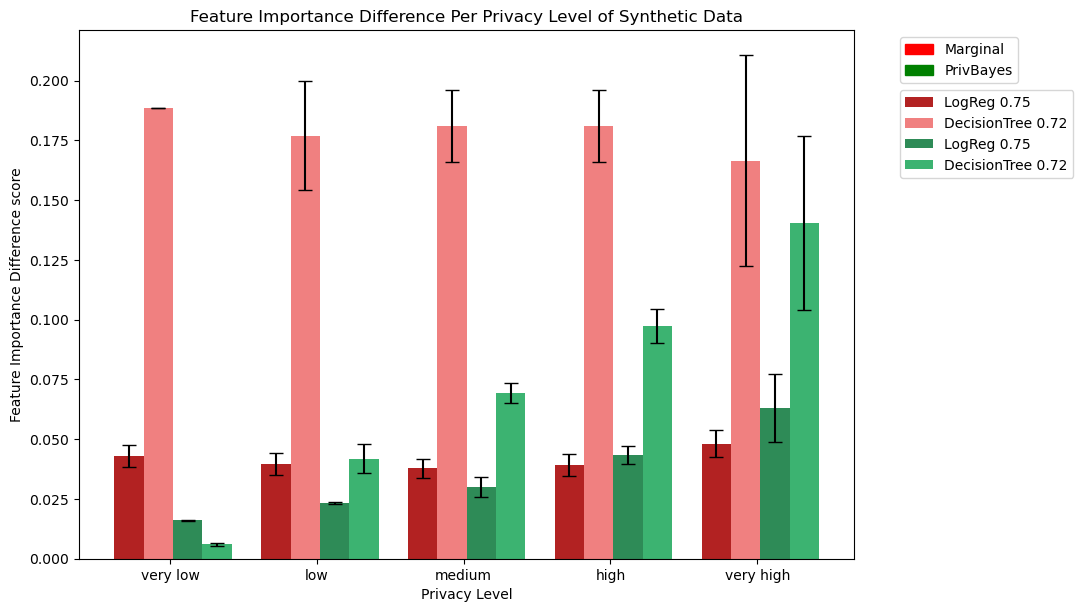 Feature Importance Difference Per Privacy Level of Synthetic Data
Marginal
PrivBayes
LogReg 0.75
DecisionTree 0.72
LogReg 0.75
DecisionTree 0.72
Feature Importance Difference score
0.200
0.175
0.150
0.125
0.100
0.075
0.050
0.025
0.000
very low low medium high very high
Privacy Level